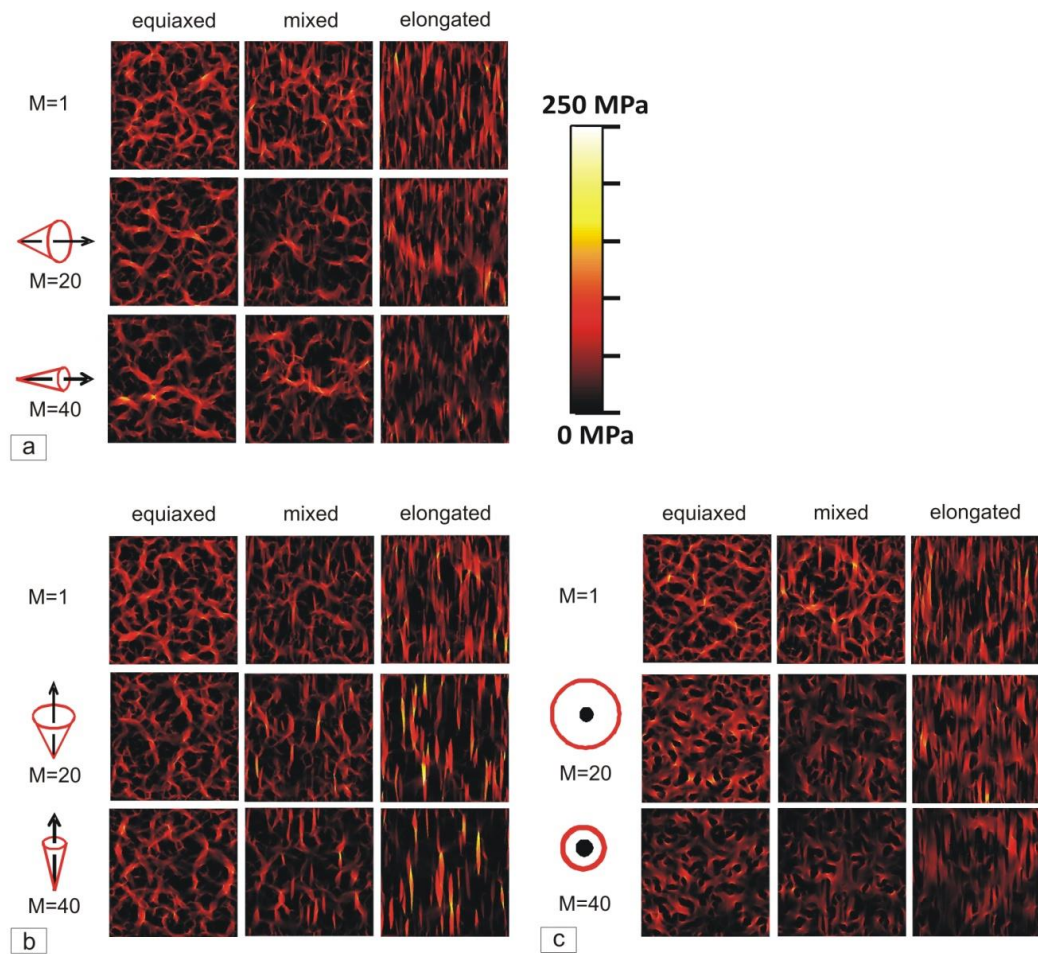 equiaxed mixed elongated
M=1
250 MPa
M=20
M=40
0 MPa
a
equiaxed mixed elongated
M=1
M=20
M=40
b
equiaxed mixed elongated
M=1
M=20
M=40
c